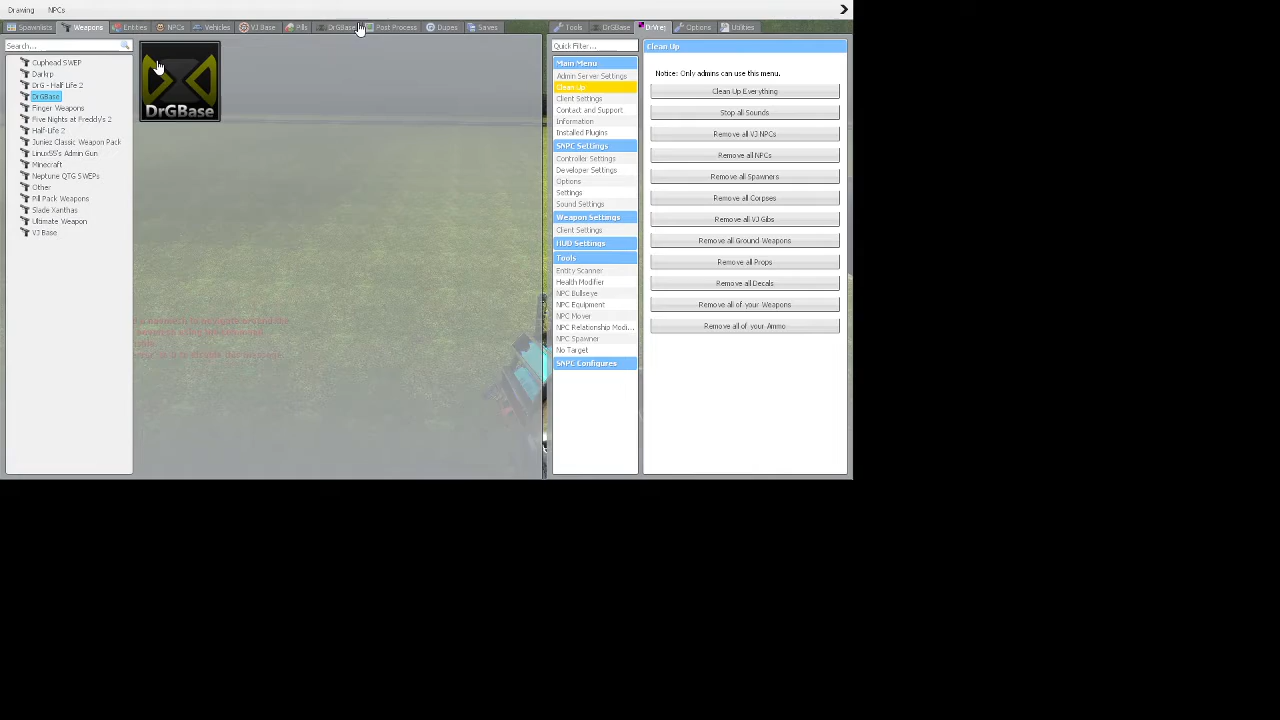 Drawing NPCs
Spawnlists Weapons Entities NPCs Vehicles VJ Base Pills DrGBase Post Process Dupes Saves
Tools DrGBase DrVrej Options Utilities
Search...
Cuphead SWEP
Darkrp
DrG - Half Life 2
DrGBase
Finger Weapons
Five Nights at Freddy's 2
Half-Life 2
Juniez Classic Weapon Pack
Linux55's Admin Gun
Minecraft
Neptune QTG SWEPs
Other
Pill Pack Weapons
Slade Xanthas
Ultimate Weapon
VJ Base
DrGBase
Quick Filter...
Main Menu
Admin Server Settings
Clean Up
Client Settings
Contact and Support
Information
Installed Plugins
SNPC Settings
Controller Settings
Developer Settings
Options
Settings
Sound Settings
Weapon Settings
Client Settings
HUD Settings
Tools
Entity Scanner
Health Modifier
NPC Bullseye
NPC Equipment
NPC Mover
NPC Relationship Modi...
NPC Spawner
No Target
SNPC Configures
Clean Up
Notice: Only admins can use this menu.
Clean Up Everything
Stop all Sounds
Remove all VJ NPCs
Remove all NPCs
Remove all Spawners
Remove all Corpses
Remove all VJ Gibs
Remove all Ground Weapons
Remove all Props
Remove all Decals
Remove all of your Weapons
Remove all of your Ammo